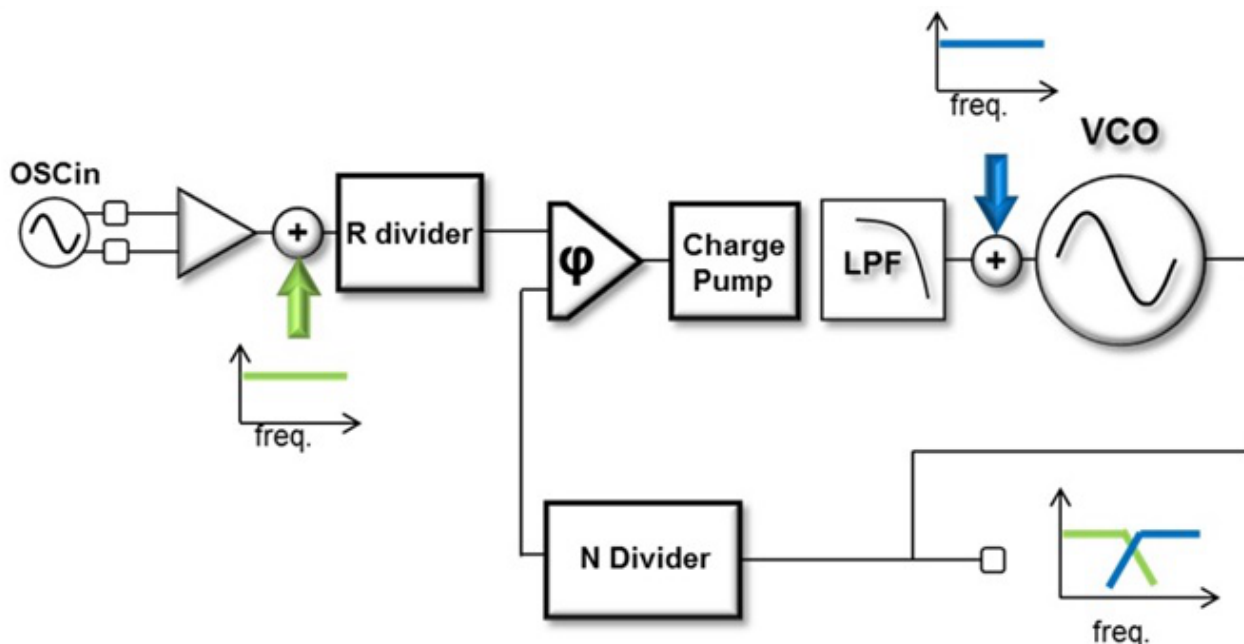 freq.
VCO
OSCin
R divider
φ
Charge
Pump
LPF
freq.
N Divider
freq.